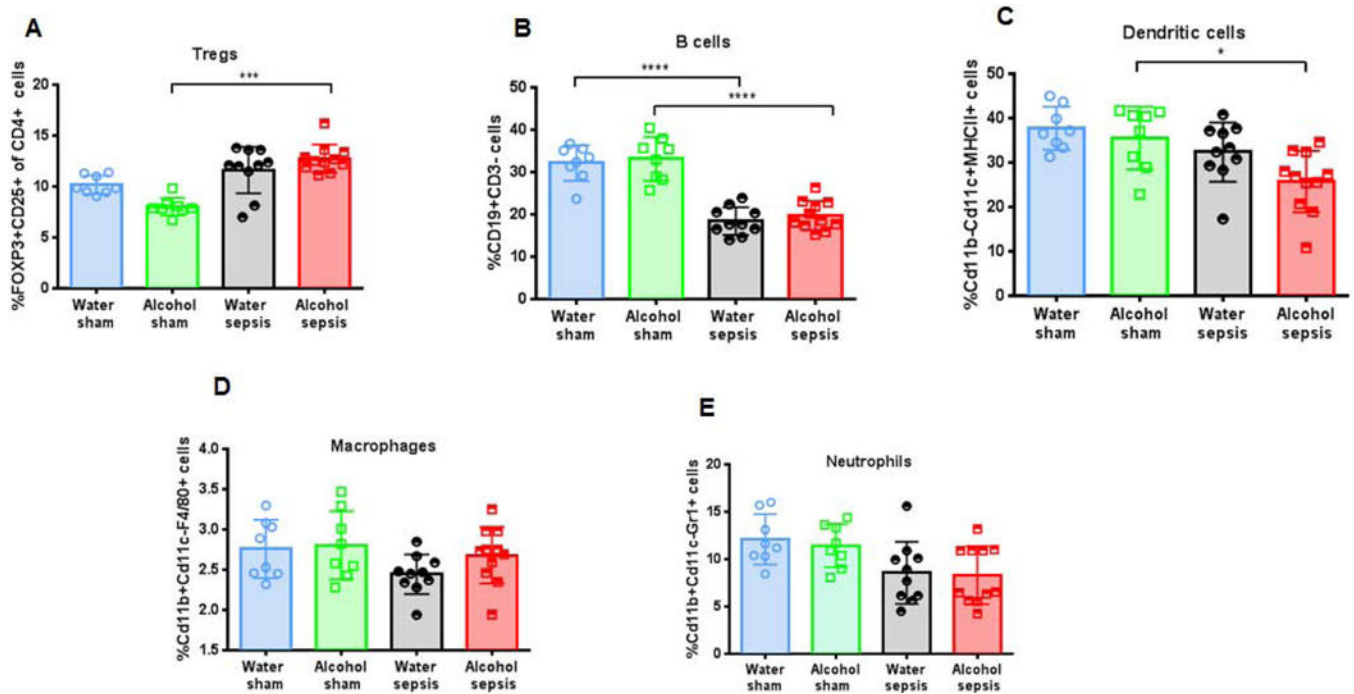 A
Tregs
***
%FOXP3+CD25+ of CD4+ cells
20
15
10
5
0
Water sham
Alcohol sham
Water sepsis
Alcohol sepsis
B
B cells
****
****
%CD19+CD3- cells
50
40
30
20
10
0
Water sham
Alcohol sham
Water sepsis
Alcohol sepsis
C
Dendritic cells
*
%Cd11b-Cd11c+MHCII+ cells
50
40
30
20
10
0
Water sham
Alcohol sham
Water sepsis
Alcohol sepsis
D
Macrophages
%Cd11b+Cd11c-F4/80+ cells
4.0
3.5
3.0
2.5
2.0
1.5
Water sham
Alcohol sham
Water sepsis
Alcohol sepsis
E
Neutrophils
%Cd11b+Cd11c-Gr1+ cells
20
15
10
5
0
Water sham
Alcohol sham
Water sepsis
Alcohol sepsis